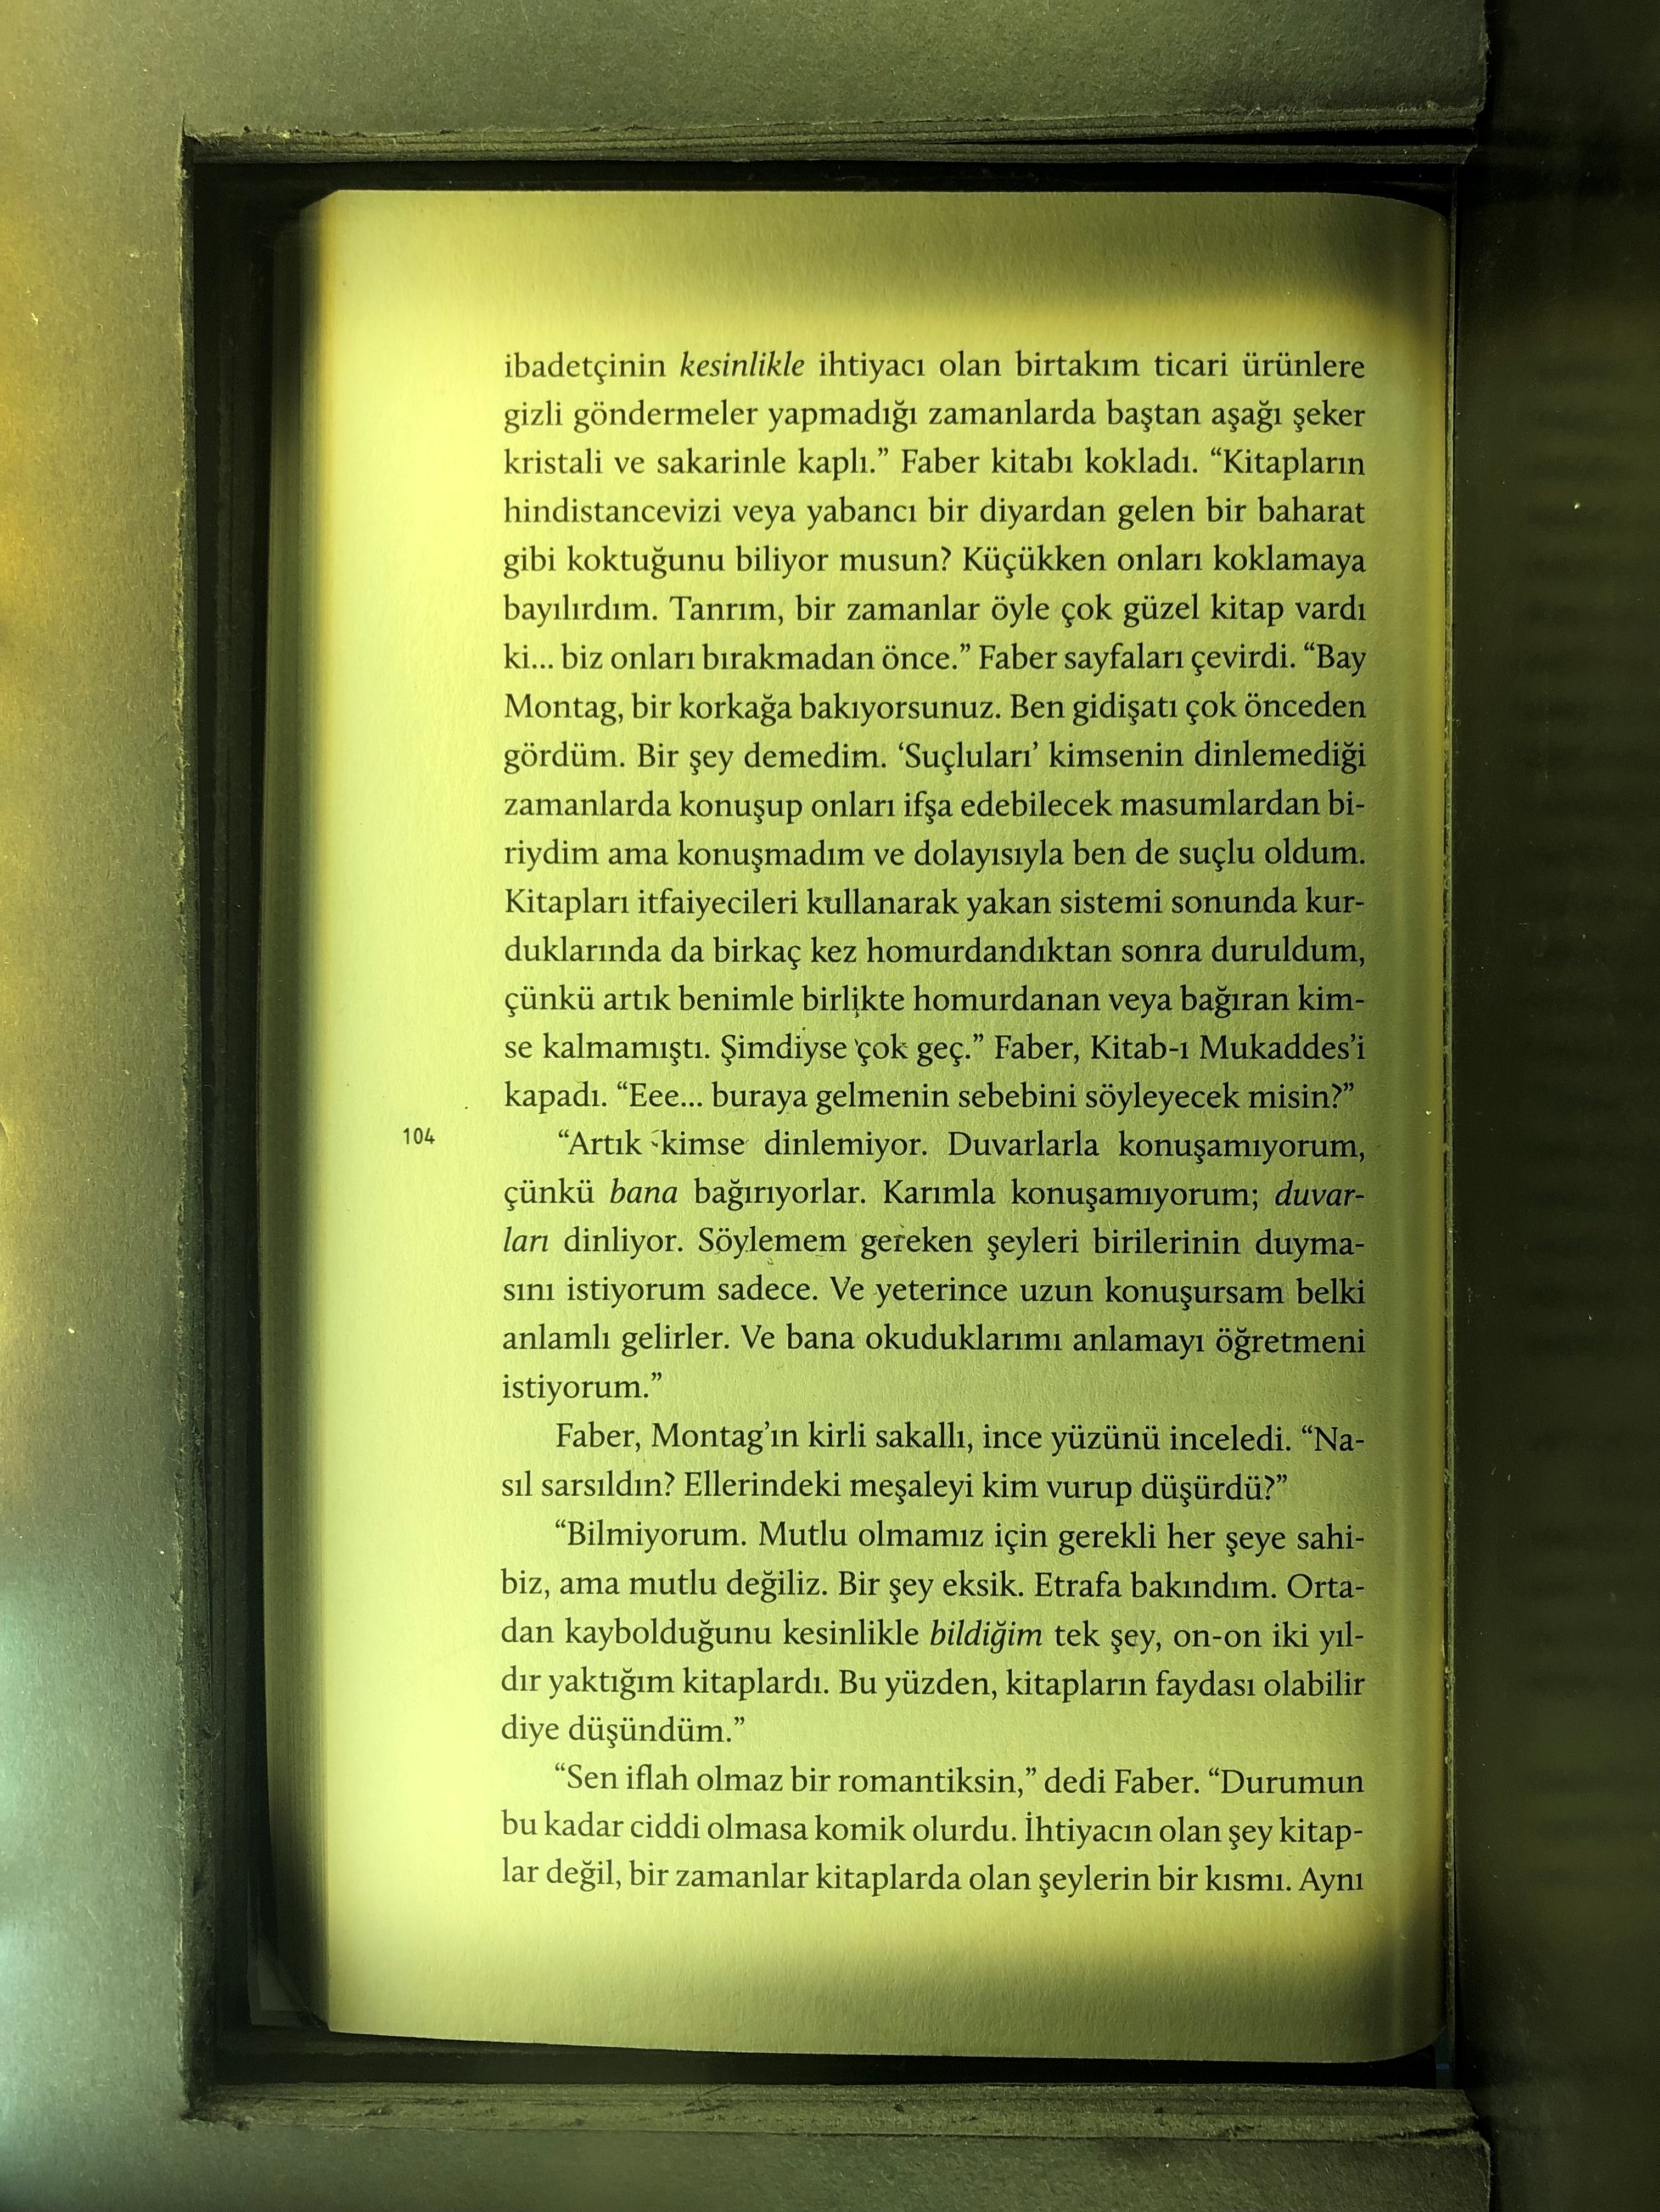 ibadetçinin kesinlikle ihtiyacı olan birtakım ticari ürünlere
gizli göndermeler yapmadığı zamanlarda baştan aşağı şeker
kristali ve sakarinle kaplı.” Faber kitabı kokladı. “Kitapların
hindistancevizi veya yabancı bir diyardan gelen bir baharat
gibi koktuğunu biliyor musun? Küçükken onları koklamaya
bayılırdım. Tanrım, bir zamanlar öyle çok güzel kitap vardı
ki... biz onları bırakmadan önce.” Faber sayfaları çevirdi. “Bay
Montag, bir korkağa bakıyorsunuz. Ben gidişatı çok önceden
gördüm. Bir şey demedim. ‘Suçluları’ kimsenin dinlemediği
zamanlarda konuşup onları ifşa edebilecek masumlardan bi-
riydim ama konuşmadım ve dolayısıyla ben de suçlu oldum.
Kitapları itfaiyecileri kullanarak yakan sistemi sonunda kur-
duklarında da birkaç kez homurdandıktan sonra duruldum,
çünkü artık benimle birlikte homurdanan veya bağıran kim-
se kalmamıştı. Şimdiyse çok geç.” Faber, Kitab-ı Mukaddes’i
kapadı. “Eee... buraya gelmenin sebebini söyleyecek misin?”
104
“Artık kimse dinlemiyor. Duvarlarla konuşamıyorum,
çünkü bana bağırıyorlar. Karımla konuşamıyorum; duvar-
ları dinliyor. Söylemem gereken şeyleri birilerinin duyma-
sını istiyorum sadece. Ve yeterince uzun konuşursam belki
anlamlı gelirler. Ve bana okuduklarımı anlamayı öğretmeni
istiyorum.”
Faber, Montag’ın kirli sakallı, ince yüzünü inceledi. “Na-
sıl sarsıldın? Ellerindeki meşaleyi kim vurup düşürdü?”
“Bilmiyorum. Mutlu olmamız için gerekli her şeye sahi-
biz, ama mutlu değiliz. Bir şey eksik. Etrafa bakındım. Orta-
dan kaybolduğunu kesinlikle bildiğim tek şey, on-on iki yıl-
dır yaktığım kitaplardı. Bu yüzden, kitapların faydası olabilir
diye düşündüm.”
“Sen iflah olmaz bir romantiksin,” dedi Faber. “Durumun
bu kadar ciddi olmasa komik olurdu. İhtiyacın olan şey kitap-
lar değil, bir zamanlar kitaplarda olan şeylerin bir kısmı. Aynı